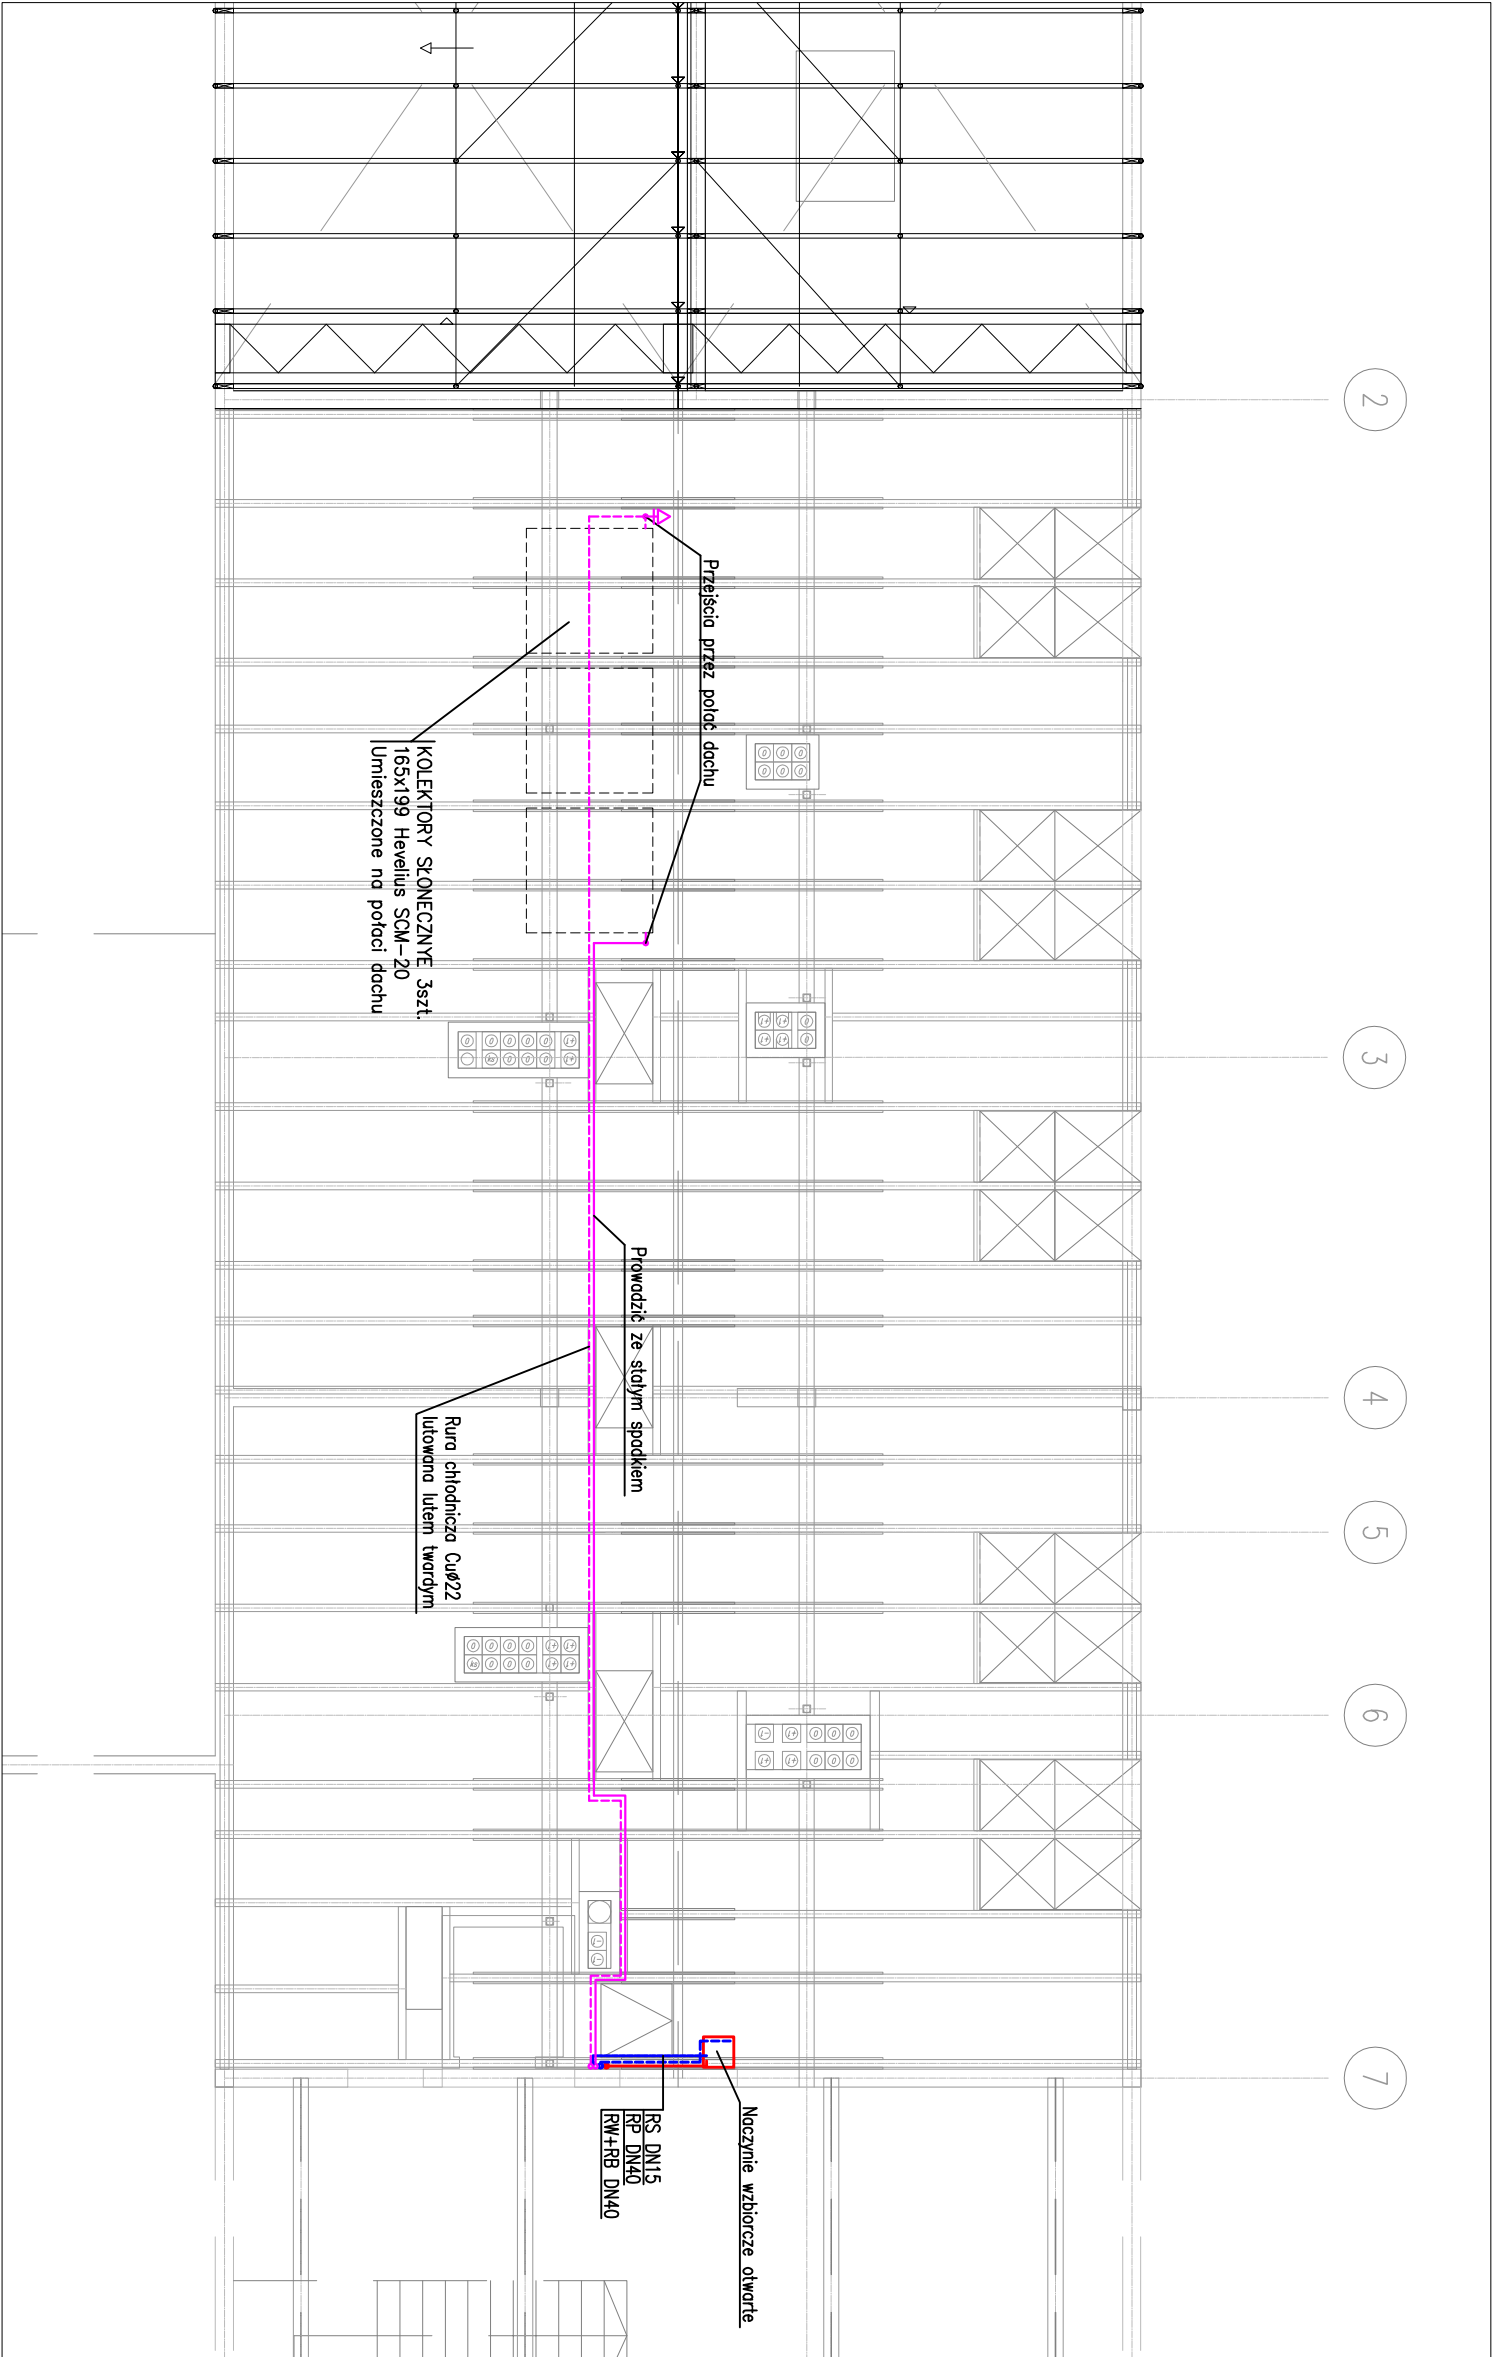 2
3
4
5
6
7
Przejścia przez połać dachu
KOLEKTORY SŁONECZNYE 3szt.
165x199 Hevelius SCM-20
Umieszczone na połaci dachu
Prowadzić ze stałym spadkiem
Rura chłodnicza Cuø22
lutowana lutem twardym
Naczynie wzbiorcze otwarte
RS DN15
RP DN40
RW+RB DN40